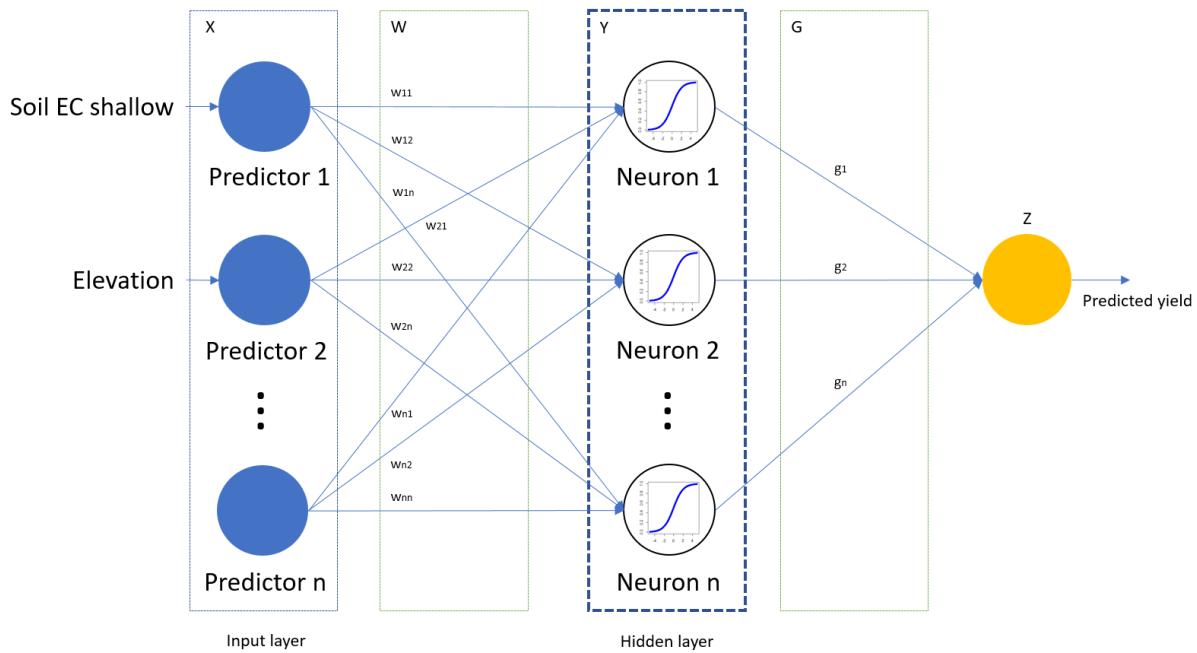 X
W
Y
G
Soil EC shallow
Predictor 1
W11
W12
W1n
W21
Neuron 1
g1
Elevation
Predictor 2
W22
W2n
Neuron 2
g2
Z
Predicted yield
Predictor n
Wn1
Wn2
Wnn
Neuron n
gn
Input layer
Hidden layer